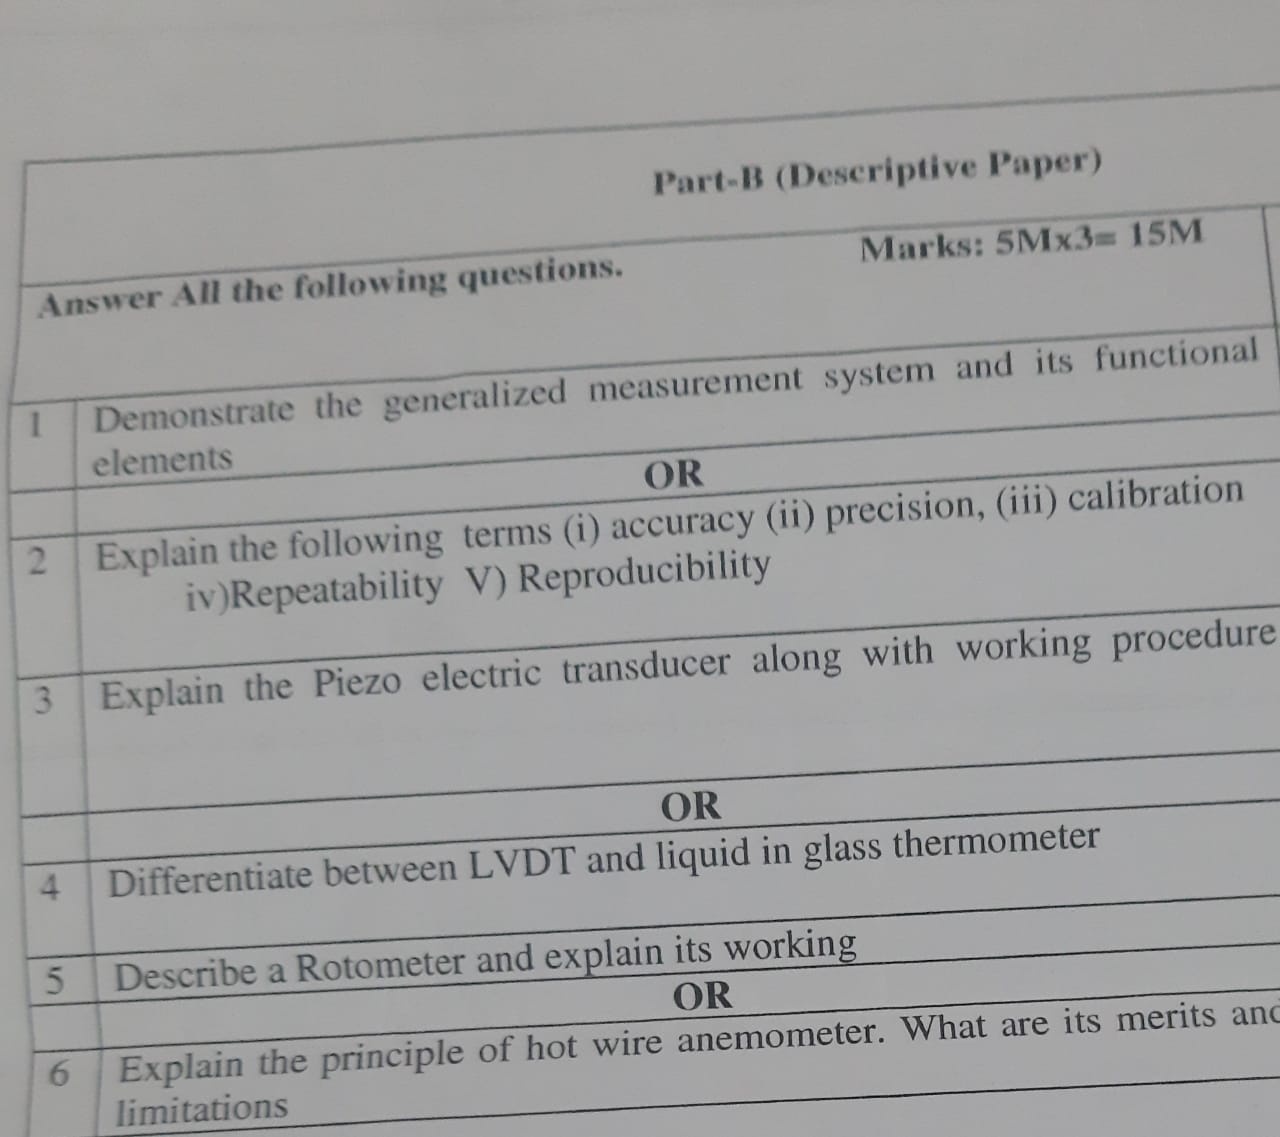 Part-B (Descriptive Paper)
Answer All the following questions. Marks: 5Mx3= 15M
1 Demonstrate the generalized measurement system and its functional
elements
OR
2 Explain the following terms (i) accuracy (ii) precision, (iii) calibration
iv)Repeatability V) Reproducibility
3 Explain the Piezo electric transducer along with working procedure
OR
4 Differentiate between LVDT and liquid in glass thermometer
5 Describe a Rotometer and explain its working
OR
6 Explain the principle of hot wire anemometer. What are its merits and
limitations